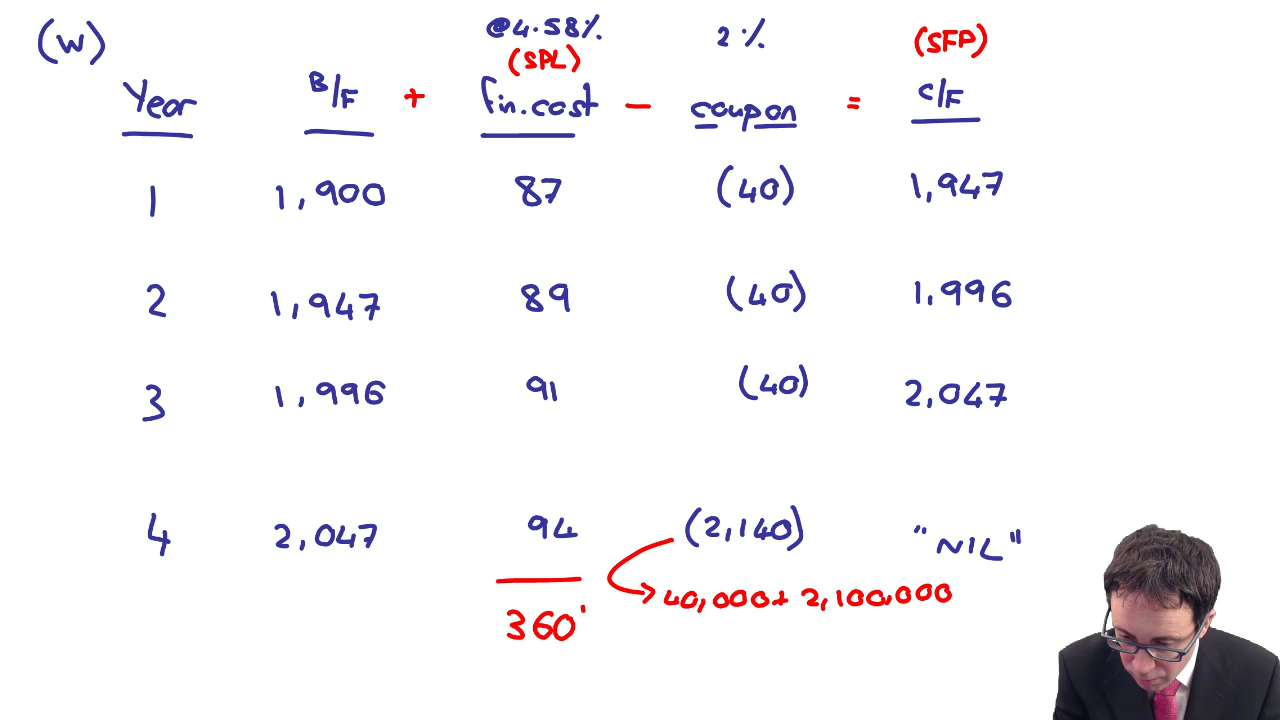 (W) @4.58% 2% (SFP)
(SPL)
Year B/F + fin.cost - coupon = C/F
1 1,900 87 (40) 1,947
2 1,947 89 (40) 1.996
3 1,996 91 (40) 2,047
4 2,047 94 (2,140) "NIL"
40,000+ 2,100,000
360'